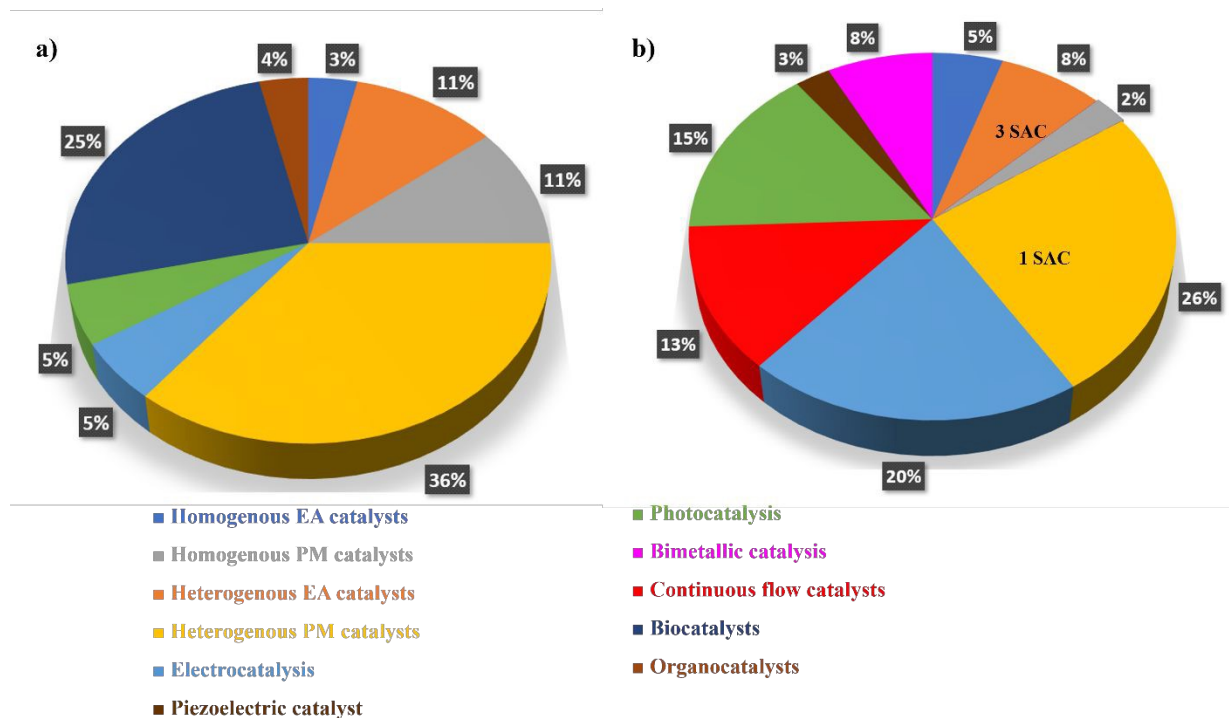 a)
4%
3%
11%
11%
36%
5%
5%
25%
b)
8%
5%
8%
2%
26%
20%
13%
15%
3%
3 SAC
1 SAC
Homogenous EA catalysts
Homogenous PM catalysts
Heterogenous EA catalysts
Heterogenous PM catalysts
Electrocatalysis
Piezoelectric catalyst
Photocatalysis
Bimetallic catalysis
Continuous flow catalysts
Biocatalysts
Organocatalysts